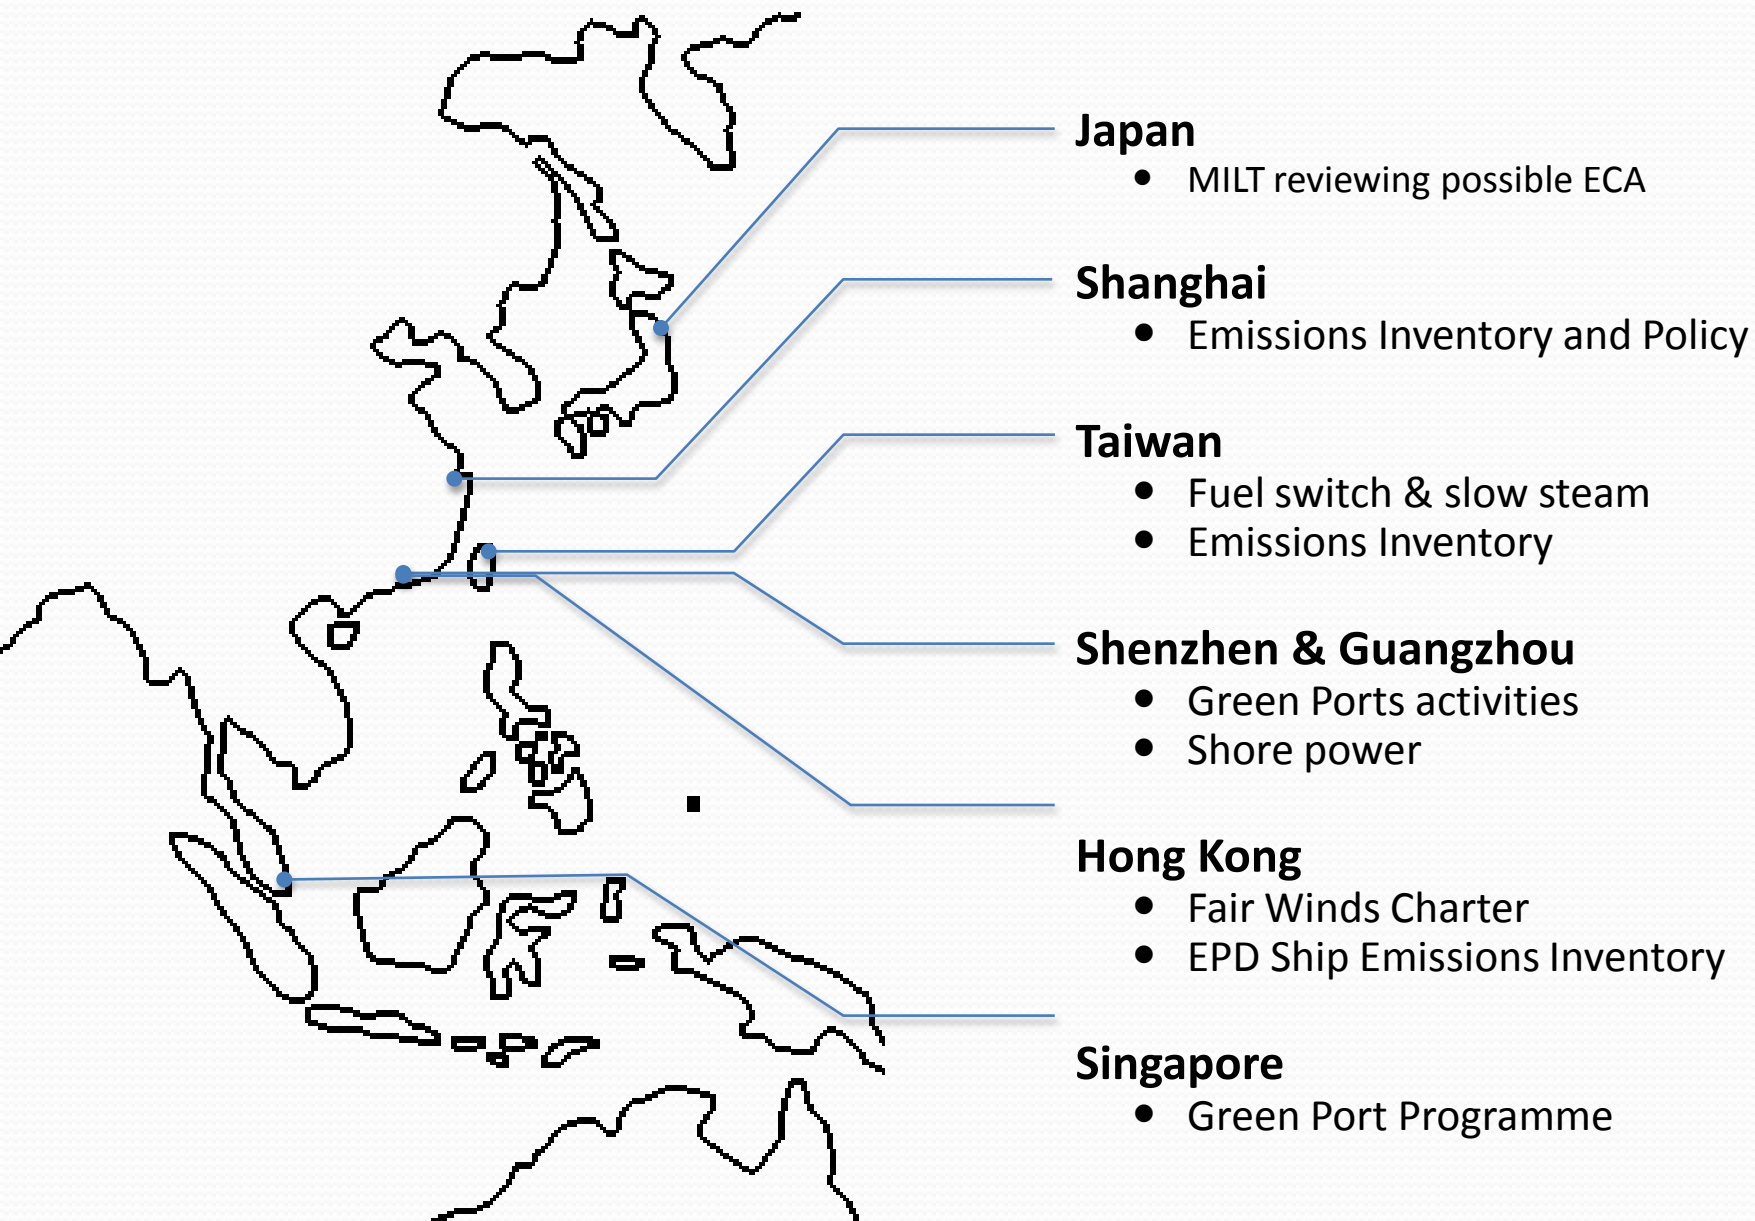 Japan
• MILT reviewing possible ECA
Shanghai
• Emissions Inventory and Policy
Taiwan
• Fuel switch & slow steam
• Emissions Inventory
Shenzhen & Guangzhou
• Green Ports activities
• Shore power
Hong Kong
• Fair Winds Charter
• EPD Ship Emissions Inventory
Singapore
• Green Port Programme